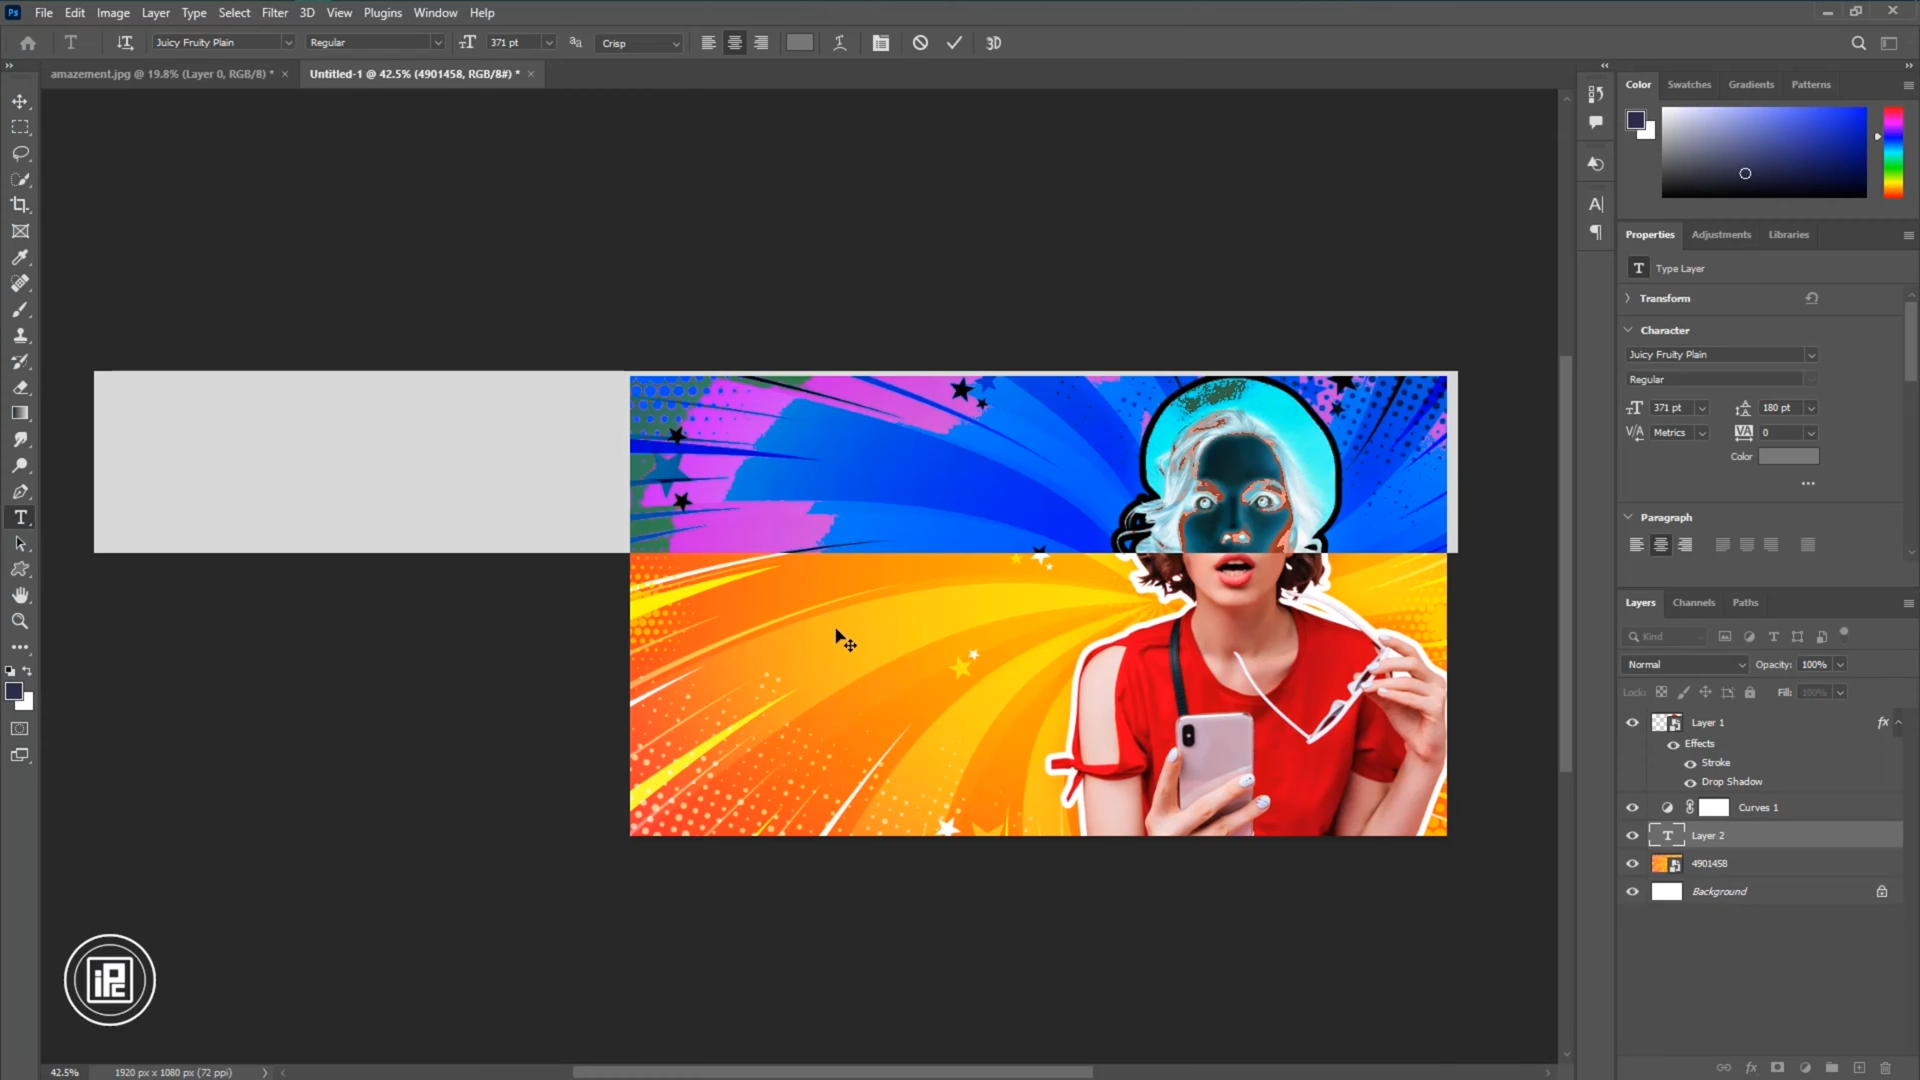 Ps File Edit Image Layer Type Select Filter 3D View Plugins Window Help
T Juicy Fruity Plain Regular 371 pt Crisp 3D
amazement.jpg @ 19.8% (Layer 0, RGB/8) * × Untitled-1 @ 42.5% (4901458, RGB/8#) * ×
Color Swatches Gradients Patterns
Properties Adjustments Libraries
T Type Layer
Transform
Character
Juicy Fruity Plain
Regular
371 pt 180 pt
Metrics 0
Color
Paragraph
Layers Channels Paths
Kind
Normal Opacity: 100%
Lock: Fill: 100%
Layer 1 fx
Effects
Stroke
Drop Shadow
Curves 1
T Layer 2
4901458
Background
iPc
42.5% 1920 px x 1080 px (72 ppi)